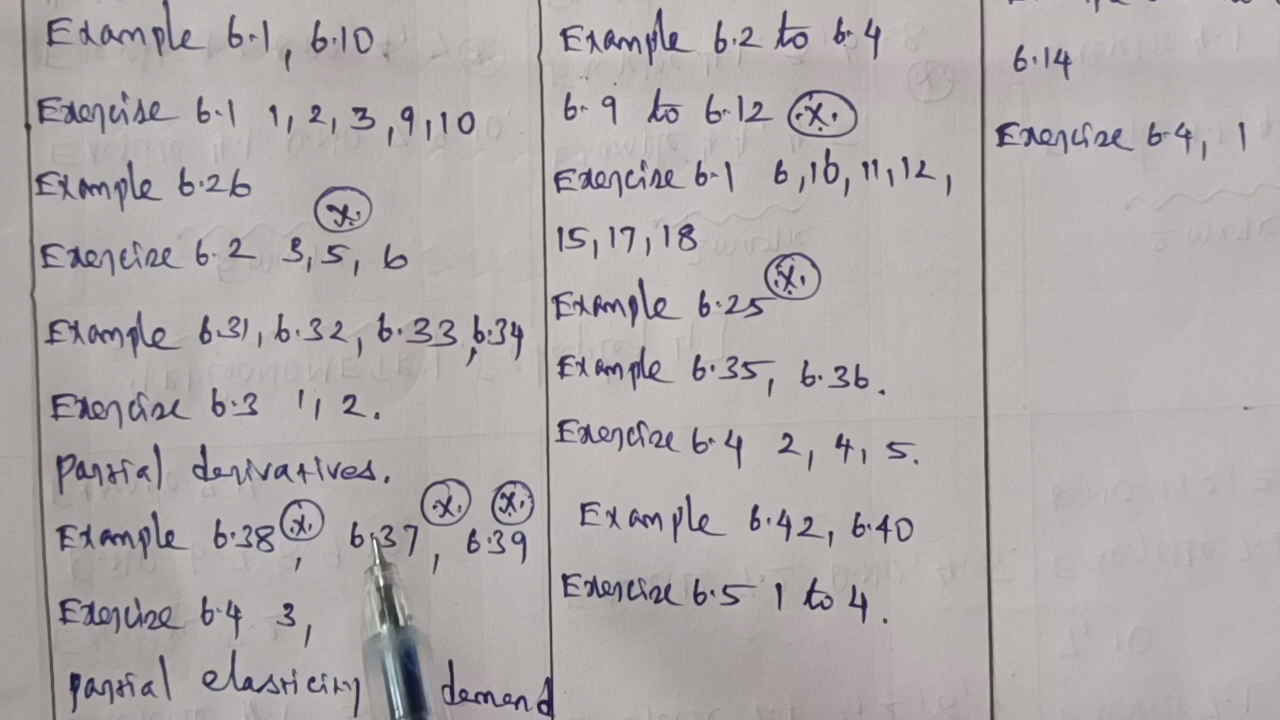 Example 6.1, 6.10
Exercise 6.1 1, 2, 3, 9, 10
Example 6.26
Exercise 6.2 3, 5, 6
Example 6.31, 6.32, 6.33, 6.34
Exercise 6.3 1, 2.
Partial derivatives.
Example 6.38, 6.37, 6.39
Exercise 6.4 3,
Partial elasticity demand
Example 6.2 to 6.4
6.9 to 6.12
Exercise 6.1 6, 10, 11, 12,
15, 17, 18
Example 6.25
Example 6.35, 6.36.
Exercise 6.4 2, 4, 5.
Example 6.42, 6.40
Exercise 6.5 1 to 4.
6.14
Exercise 6.4, 1